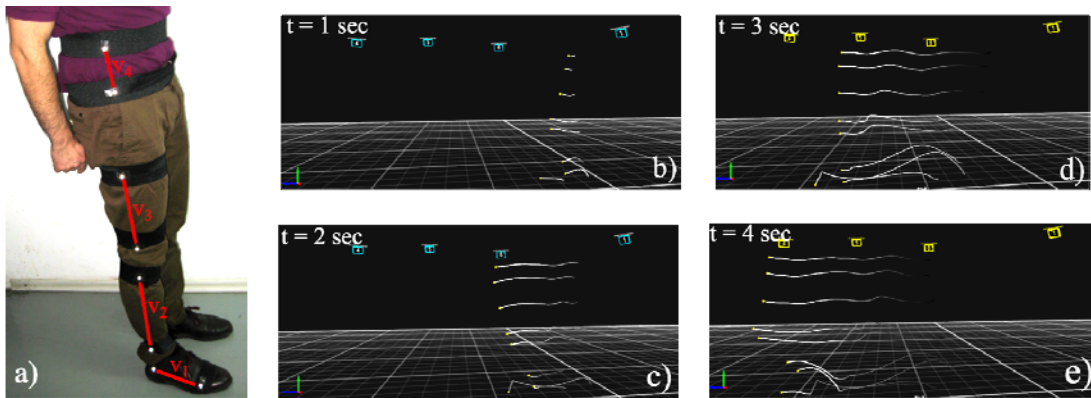 V4
V3
V2
V1
a)
t = 1 sec
b)
t = 2 sec
c)
t = 3 sec
d)
t = 4 sec
e)